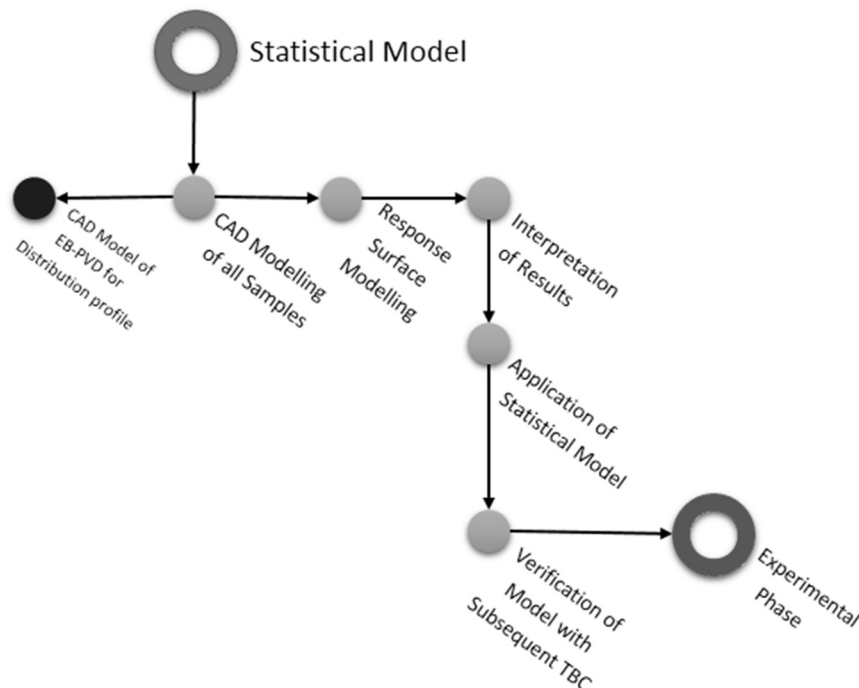 Statistical Model
CAD Model of
EB-PVD for
Distribution profile
CAD Modelling
of all Samples
Response
Surface
Modelling
Interpretation
of Results
Application of
Statistical Model
Verification of
Model with
Subsequent TBC
Experimental
Phase